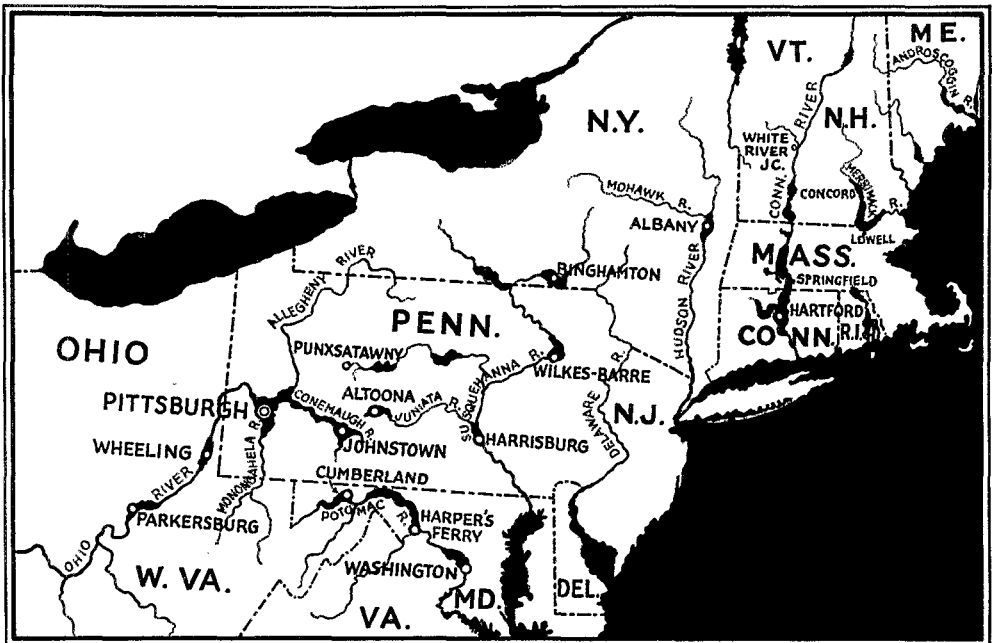 ME.
VT.
ANDROSCOGGIN R.
N.Y.
N.H.
WHITE
RIVER
JC.
CONN. RIVER
MOHAWK R.
CONCORD
MERRIMACK R.
ALBANY
LOWELL
MASS.
ALLEGHENY RIVER
BINGHAMTON
SPRINGFIELD
HUDSON RIVER
HARTFORD
PENN.
CONN.
R.I.
OHIO
PUNXSATAWNY
SUSQUEHANNA R.
WILKES-BARRE
ALTOONA
PITTSBURGH
CONEMAUGH R.
JUNIATA R.
DELAWARE R.
N.J.
WHEELING
JOHNSTOWN
HARRISBURG
MONONGAHELA R.
CUMBERLAND
OHIO RIVER
PARKERSBURG
POTOMAC R.
HARPER'S
FERRY
W. VA.
WASHINGTON
MD.
DEL.
VA.